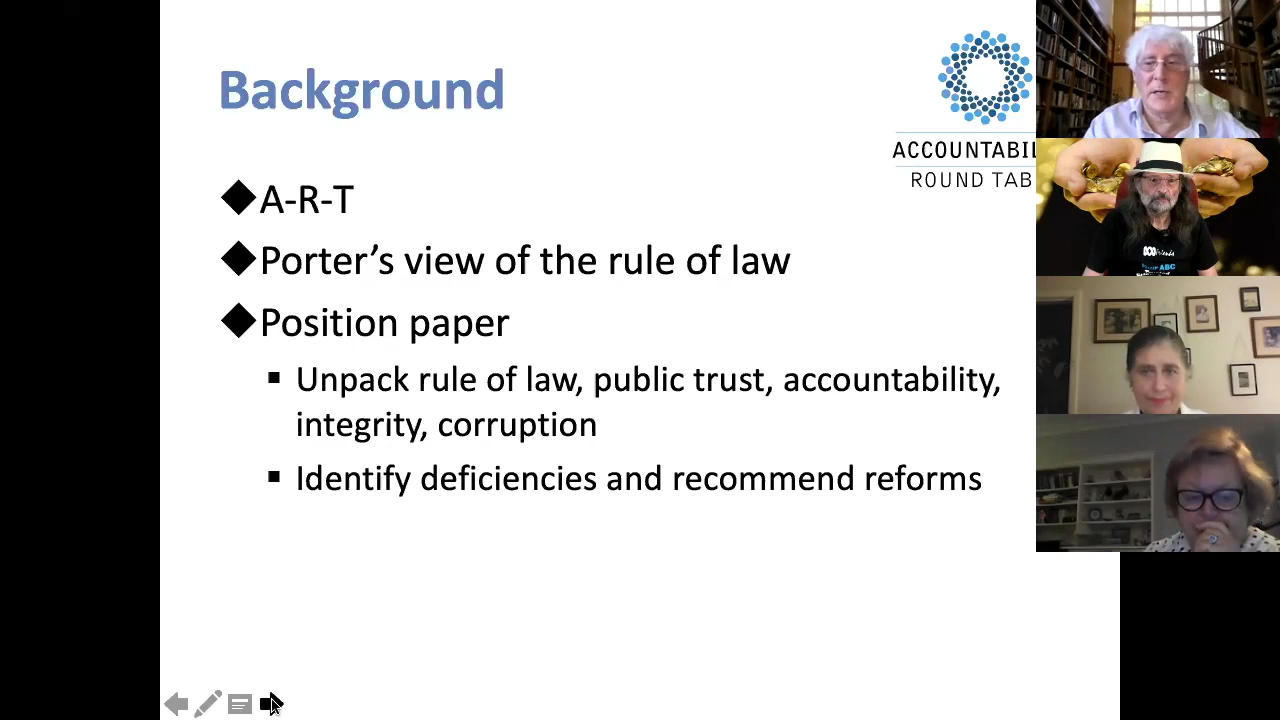 Background
ACCOUNTABIL
ROUND TAB
◆A-R-T
◆Porter's view of the rule of law
◆Position paper
▪ Unpack rule of law, public trust, accountability,
integrity, corruption
▪ Identify deficiencies and recommend reforms
ABC